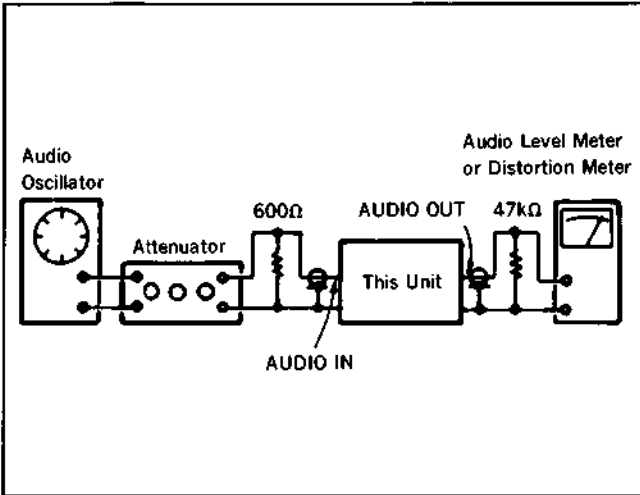 Audio
Oscillator
Attenuator
600Ω
AUDIO IN
This Unit
AUDIO OUT
47kΩ
Audio Level Meter
or Distortion Meter